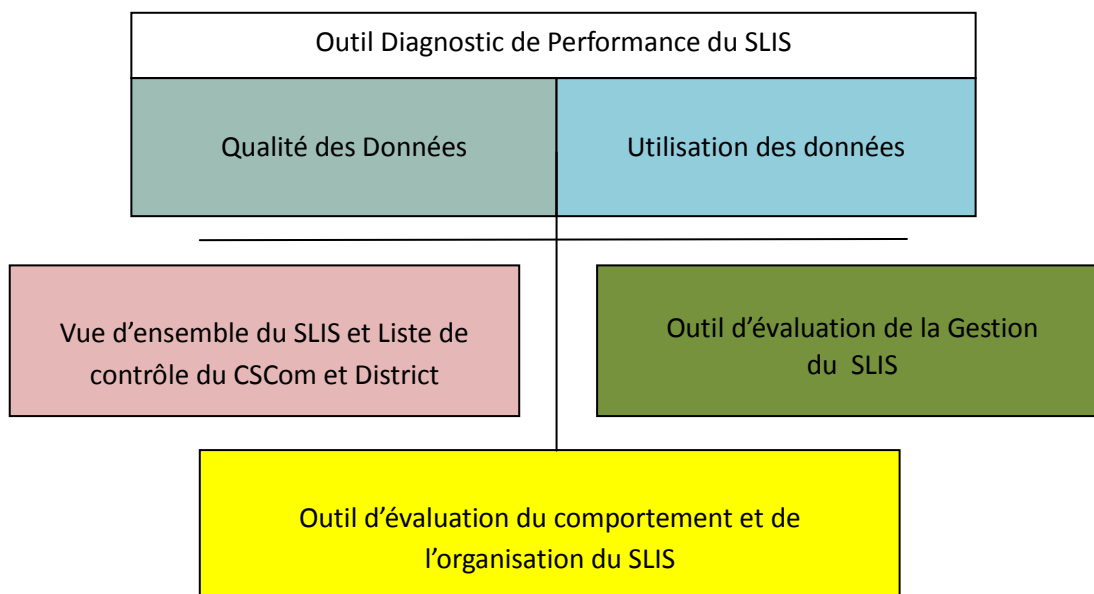 Outil Diagnostic de Performance du SLIS
Qualité des Données
Utilisation des données
Vue d’ensemble du SLIS et Liste de
contrôle du CSCom et District
Outil d’évaluation de la Gestion
du SLIS
Outil d’évaluation du comportement et de
l’organisation du SLIS